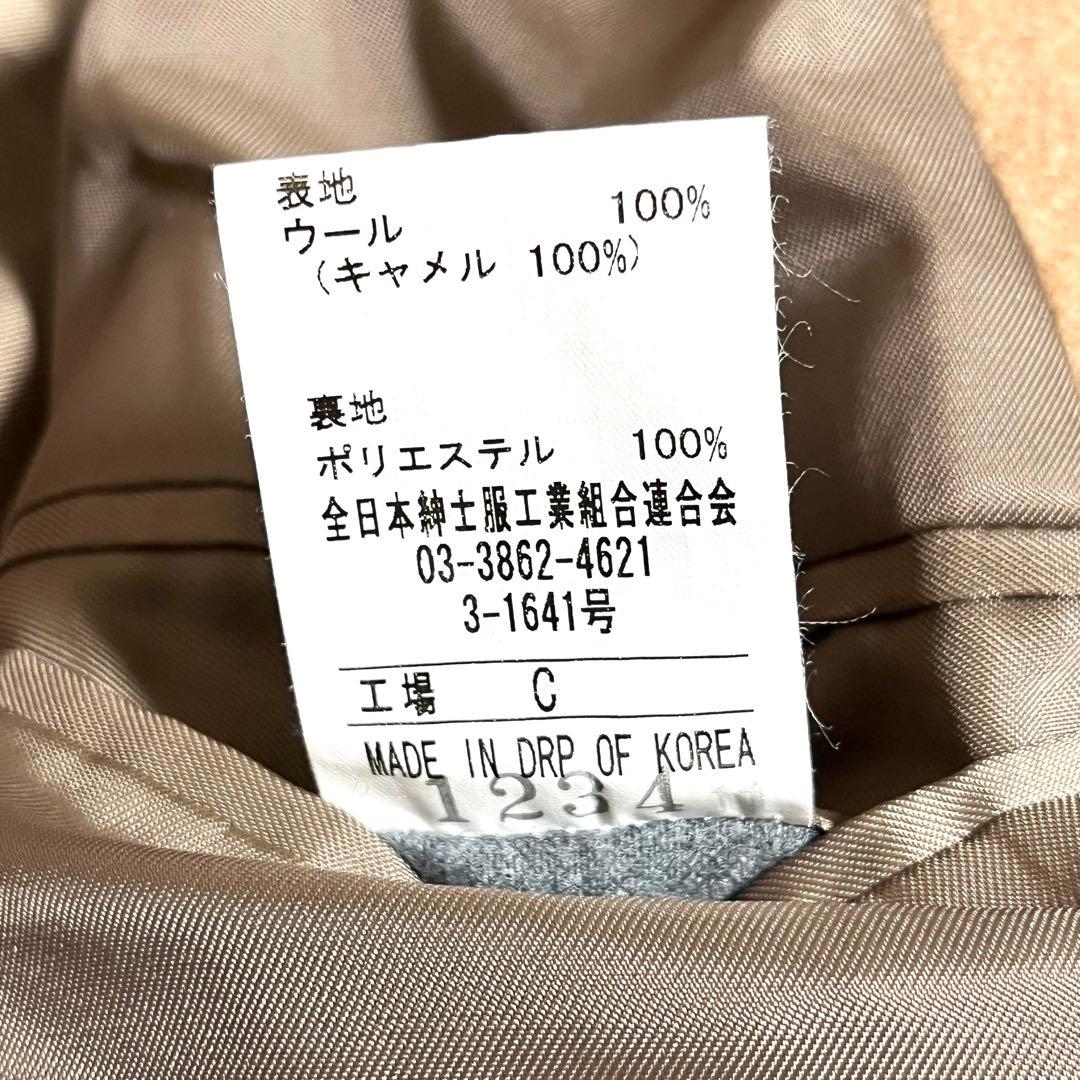 表地
ウール 100%
(キャメル 100%)
裏地
ポリエステル 100%
全日本紳士服工業組合連合会
03-3862-4621
3-1641号
工場 C
MADE IN DRP OF KOREA
1234